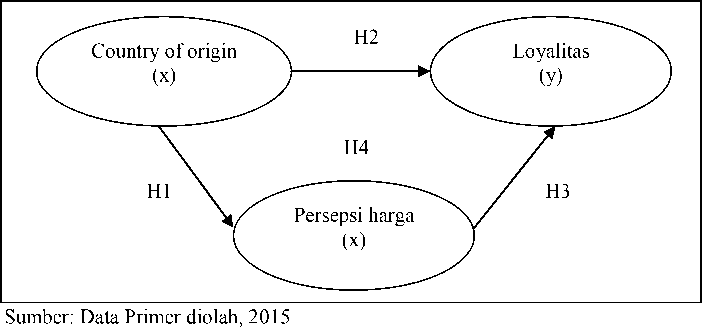 Country of origin
(x)
H2
Loyalitas
(y)
H4
H1
H3
Persepsi harga
(x)
Sumber: Data Primer diolah, 2015